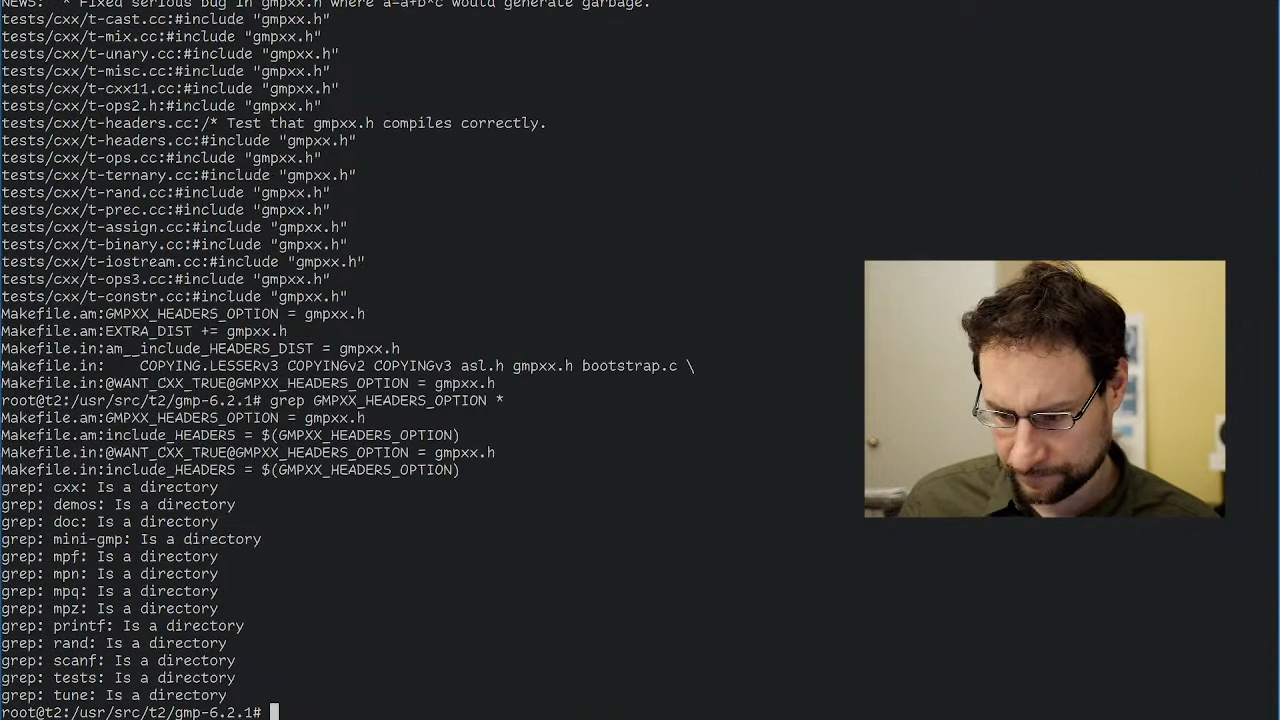 NEWS: * Fixed serious bug in gmpxx.h where a=a+b*c would generate garbage.
tests/cxx/t-cast.cc:#include "gmpxx.h"
tests/cxx/t-mix.cc:#include "gmpxx.h"
tests/cxx/t-unary.cc:#include "gmpxx.h"
tests/cxx/t-misc.cc:#include "gmpxx.h"
tests/cxx/t-cxx11.cc:#include "gmpxx.h"
tests/cxx/t-ops2.h:#include "gmpxx.h"
tests/cxx/t-headers.cc:/* Test that gmpxx.h compiles correctly.
tests/cxx/t-headers.cc:#include "gmpxx.h"
tests/cxx/t-ops.cc:#include "gmpxx.h"
tests/cxx/t-ternary.cc:#include "gmpxx.h"
tests/cxx/t-rand.cc:#include "gmpxx.h"
tests/cxx/t-prec.cc:#include "gmpxx.h"
tests/cxx/t-assign.cc:#include "gmpxx.h"
tests/cxx/t-binary.cc:#include "gmpxx.h"
tests/cxx/t-iostream.cc:#include "gmpxx.h"
tests/cxx/t-ops3.cc:#include "gmpxx.h"
tests/cxx/t-constr.cc:#include "gmpxx.h"
Makefile.am:GMPXX_HEADERS_OPTION = gmpxx.h
Makefile.am:EXTRA_DIST += gmpxx.h
Makefile.in:am__include_HEADERS_DIST = gmpxx.h
Makefile.in: COPYING.LESSERv3 COPYINGv2 COPYINGv3 asl.h gmpxx.h bootstrap.c \
Makefile.in:@WANT_CXX_TRUE@GMPXX_HEADERS_OPTION = gmpxx.h
root@t2:/usr/src/t2/gmp-6.2.1# grep GMPXX_HEADERS_OPTION *
Makefile.am:GMPXX_HEADERS_OPTION = gmpxx.h
Makefile.am:include_HEADERS = $(GMPXX_HEADERS_OPTION)
Makefile.in:@WANT_CXX_TRUE@GMPXX_HEADERS_OPTION = gmpxx.h
Makefile.in:include_HEADERS = $(GMPXX_HEADERS_OPTION)
grep: cxx: Is a directory
grep: demos: Is a directory
grep: doc: Is a directory
grep: mini-gmp: Is a directory
grep: mpf: Is a directory
grep: mpn: Is a directory
grep: mpq: Is a directory
grep: mpz: Is a directory
grep: printf: Is a directory
grep: rand: Is a directory
grep: scanf: Is a directory
grep: tests: Is a directory
grep: tune: Is a directory
root@t2:/usr/src/t2/gmp-6.2.1#